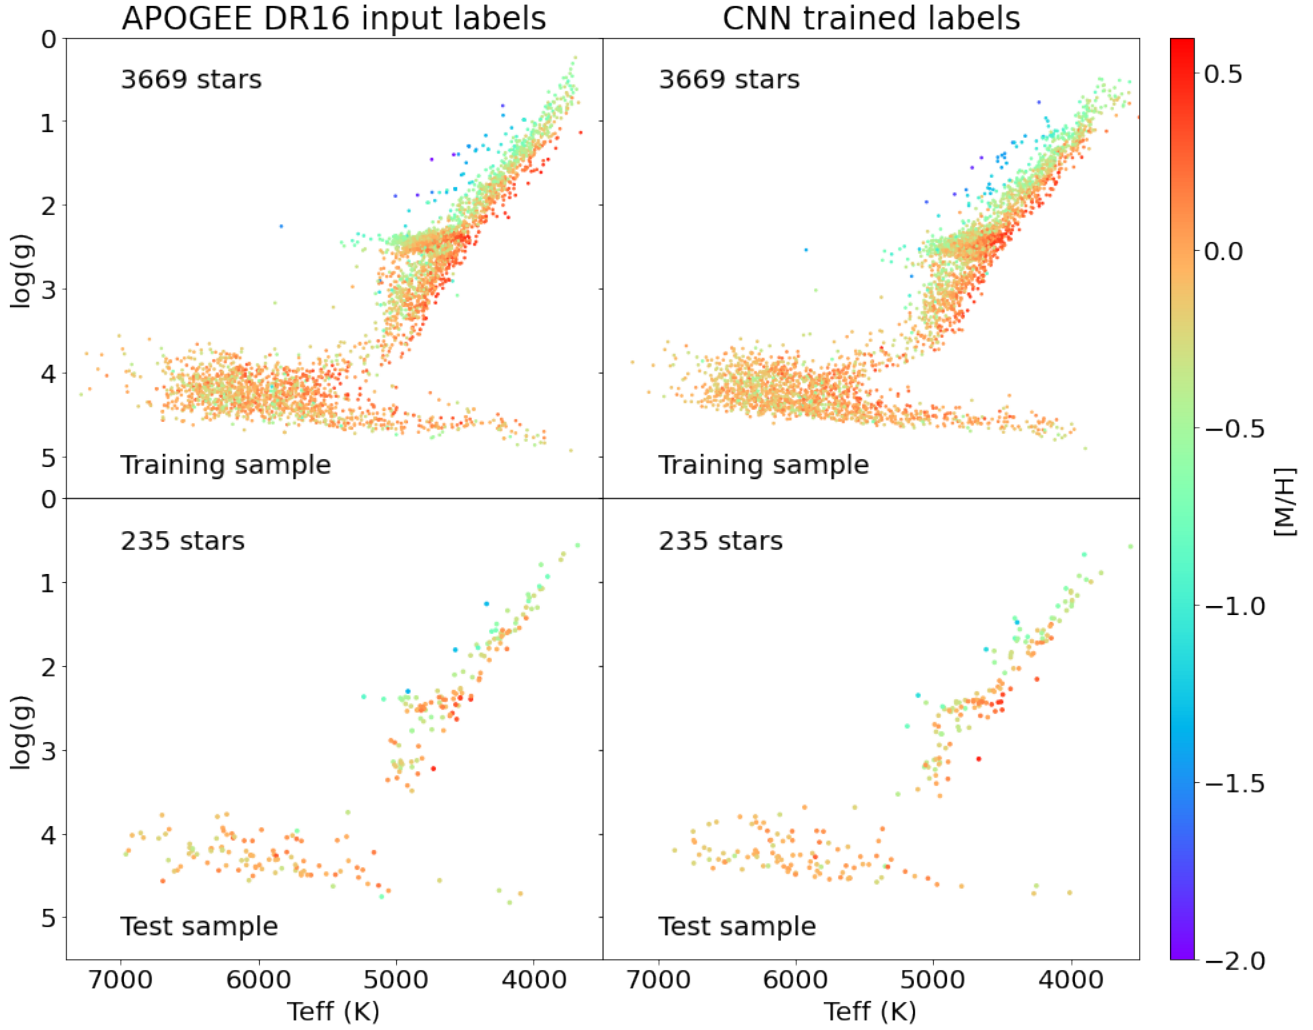 APOGEE DR16 input labels
CNN trained labels
0
1
2
3
4
5
log(g)
3669 stars
Training sample
3669 stars
Training sample
0
1
2
3
4
5
log(g)
235 stars
Test sample
235 stars
Test sample
7000
6000
5000
4000
Teff (K)
7000
6000
5000
4000
Teff (K)
0.5
0.0
−0.5
−1.0
−1.5
−2.0
[M/H]